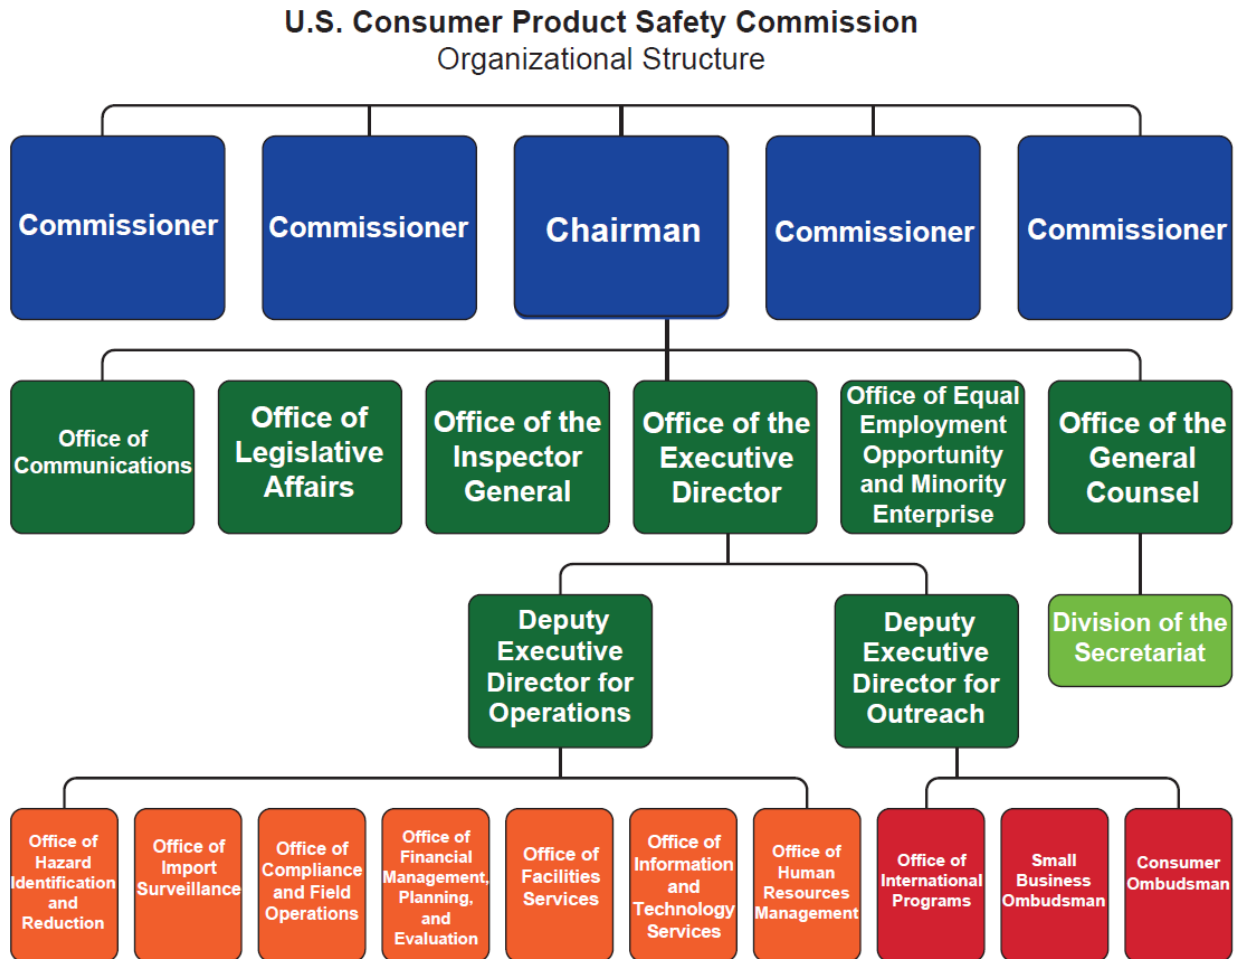 U.S. Consumer Product Safety Commission
Organizational Structure
Commissioner
Commissioner
Chairman
Commissioner
Commissioner
Office of
Communications
Office of
Legislative
Affairs
Office of the
Inspector
General
Office of the
Executive
Director
Office of Equal
Employment
Opportunity
and Minority
Enterprise
Office of the
General
Counsel
Deputy
Executive
Director for
Operations
Deputy
Executive
Director for
Outreach
Division of the
Secretariat
Office of
Hazard
Identification
and
Reduction
Office of
Import
Surveillance
Office of
Compliance
and Field
Operations
Office of
Financial
Management,
Planning,
and
Evaluation
Office of
Facilities
Services
Office of
Information
and
Technology
Services
Office of
Human
Resources
Management
Office of
International
Programs
Small
Business
Ombudsman
Consumer
Ombudsman